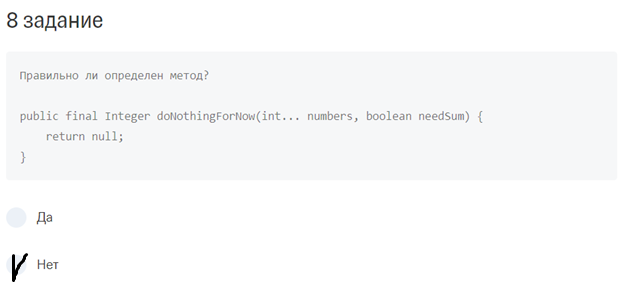 8 задание
Правильно ли определен метод?
public final Integer doNothingForNow(int... numbers, boolean needSum) {
    return null;
}
Да
Нет